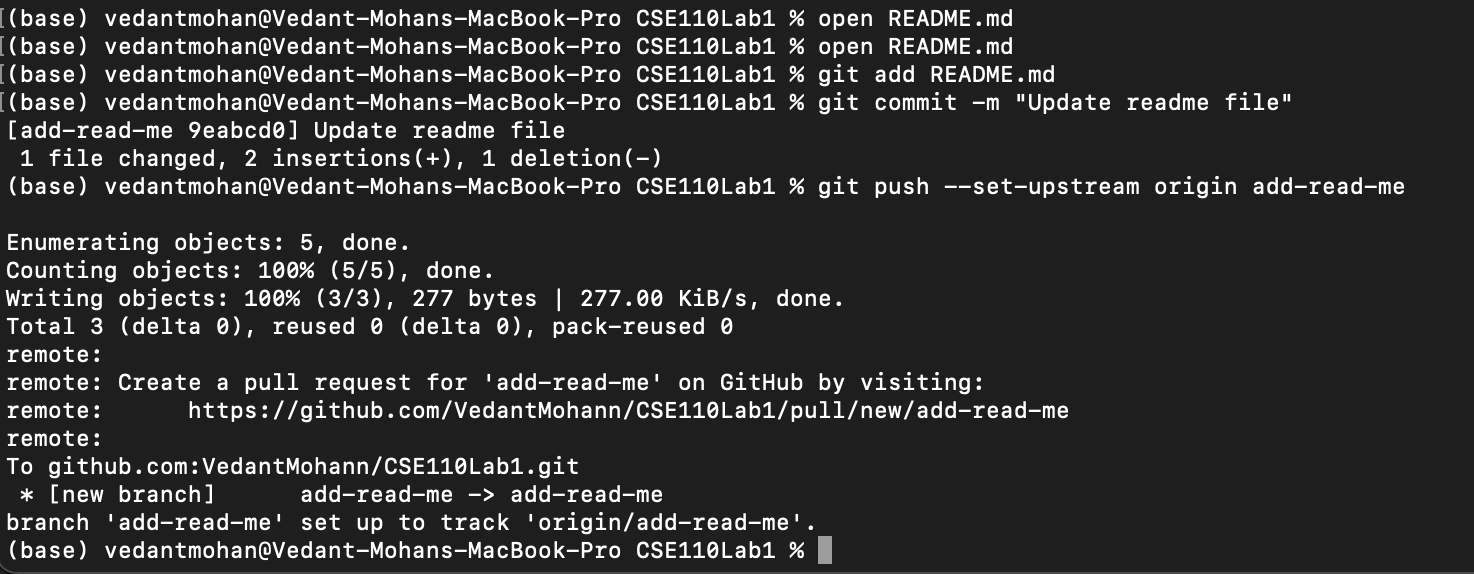 [(base) vedantmohan@Vedant-Mohans-MacBook-Pro CSE110Lab1 % open README.md
[(base) vedantmohan@Vedant-Mohans-MacBook-Pro CSE110Lab1 % open README.md
[(base) vedantmohan@Vedant-Mohans-MacBook-Pro CSE110Lab1 % git add README.md
[(base) vedantmohan@Vedant-Mohans-MacBook-Pro CSE110Lab1 % git commit -m "Update readme file"
[add-read-me 9eabcd0] Update readme file
 1 file changed, 2 insertions(+), 1 deletion(-)
(base) vedantmohan@Vedant-Mohans-MacBook-Pro CSE110Lab1 % git push --set-upstream origin add-read-me

Enumerating objects: 5, done.
Counting objects: 100% (5/5), done.
Writing objects: 100% (3/3), 277 bytes | 277.00 KiB/s, done.
Total 3 (delta 0), reused 0 (delta 0), pack-reused 0
remote:
remote: Create a pull request for 'add-read-me' on GitHub by visiting:
remote:      https://github.com/VedantMohann/CSE110Lab1/pull/new/add-read-me
remote:
To github.com:VedantMohann/CSE110Lab1.git
 * [new branch]      add-read-me -> add-read-me
branch 'add-read-me' set up to track 'origin/add-read-me'.
(base) vedantmohan@Vedant-Mohans-MacBook-Pro CSE110Lab1 %